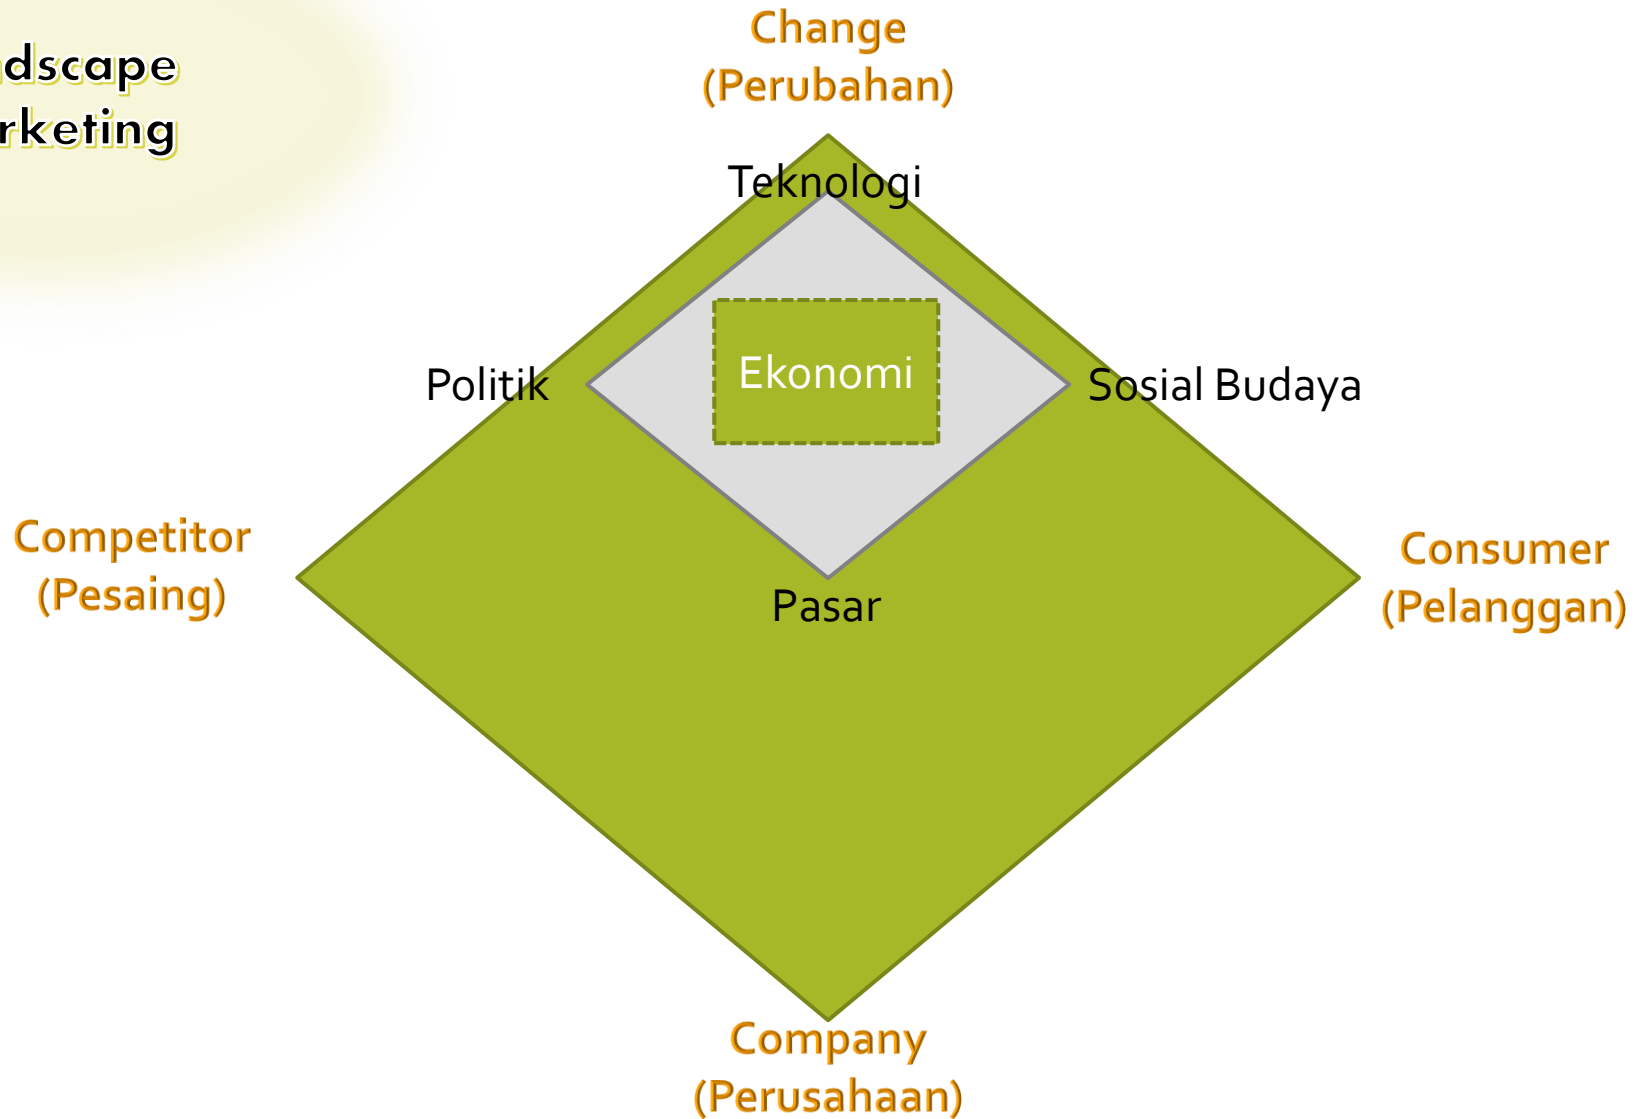 dscape
rketing
Change
(Perubahan)
Teknologi
Ekonomi
Politik
Sosial Budaya
Competitor
(Pesaing)
Consumer
(Pelanggan)
Pasar
Company
(Perusahaan)